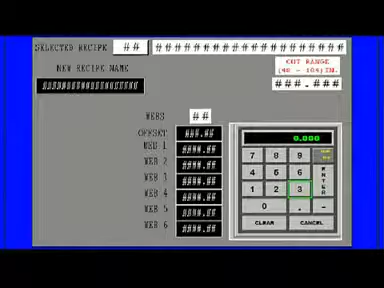 SELECTED RECIPE ## ####################
NEW RECIPE NAME
CUT RANGE
(40 - 104)IN.
####################
###.###
WEBS ##
OFFSET ####.##
WEB 1 ####.##
WEB 2 ####.##
WEB 3 ####.##
WEB 4 ####.##
WEB 5 ####.##
WEB 6 ####.##
0.000
7 8 9
4 5 6
1 2 3
ENTER
0 . -
CLEAR CANCEL